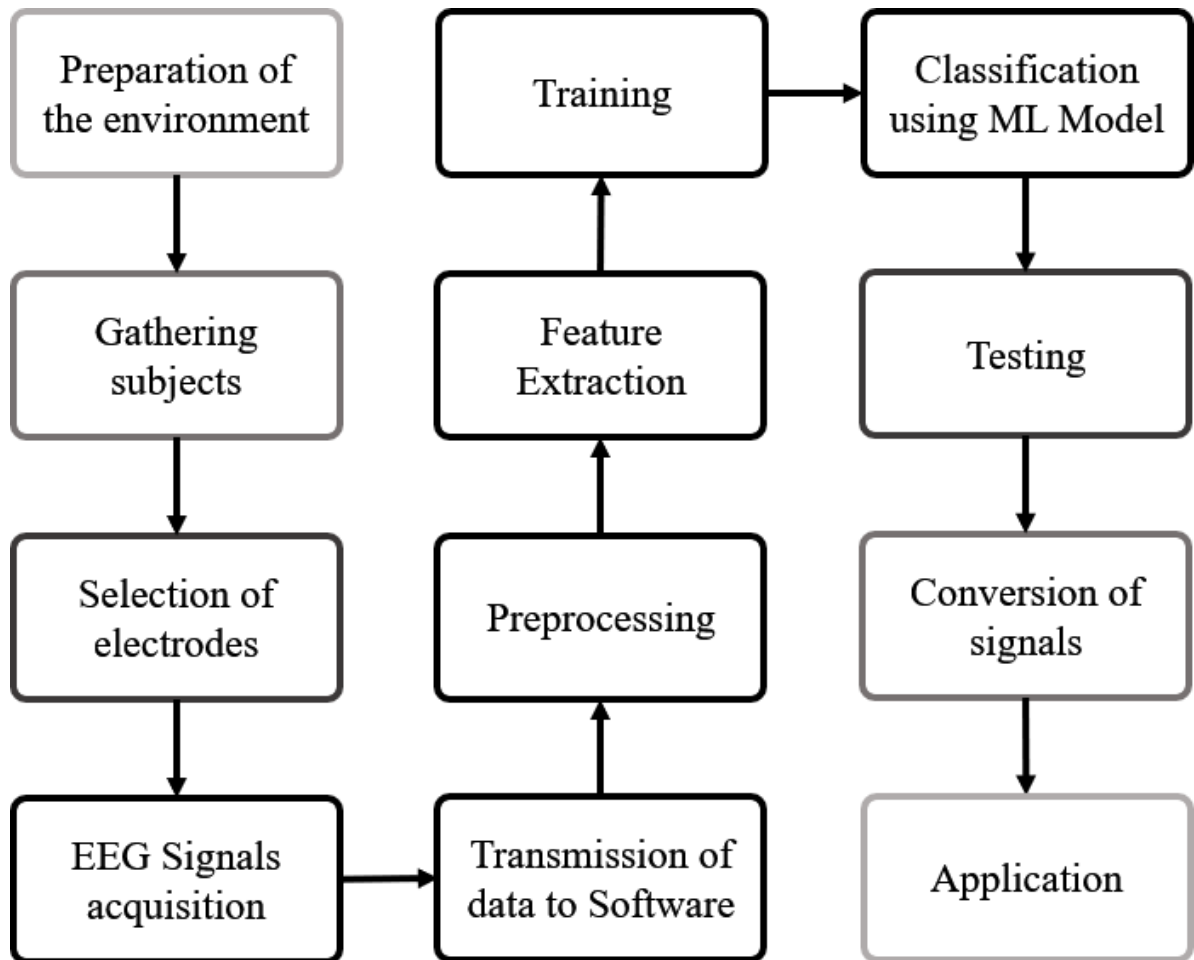 Preparation of
the environment
Gathering
subjects
Selection of
electrodes
EEG Signals
acquisition
Transmission of
data to Software
Preprocessing
Feature
Extraction
Training
Classification
using ML Model
Testing
Conversion of
signals
Application